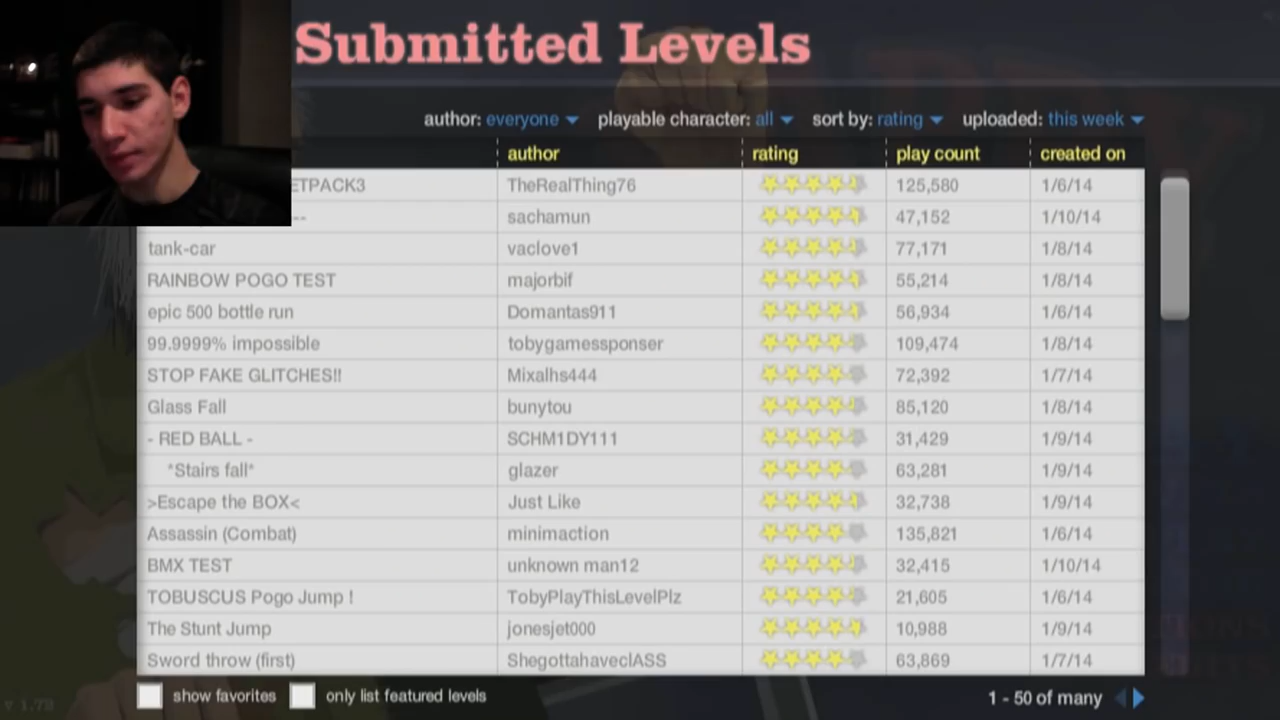 Submitted Levels
author: everyone playable character: all sort by: rating uploaded: this week
author rating play count created on
ETPACK3 TheRealThing76 125,580 1/6/14
-- sachamun 47,152 1/10/14
tank-car vaclove1 77,171 1/8/14
RAINBOW POGO TEST majorbif 55,214 1/8/14
epic 500 bottle run Domantas911 56,934 1/6/14
99.9999% impossible tobygamessponser 109,474 1/8/14
STOP FAKE GLITCHES!! Mixalhs444 72,392 1/7/14
Glass Fall bunytou 85,120 1/8/14
- RED BALL - SCHM1DY111 31,429 1/9/14
*Stairs fall* glazer 63,281 1/9/14
>Escape the BOX< Just Like 32,738 1/9/14
Assassin (Combat) minimaction 135,821 1/6/14
BMX TEST unknown man12 32,415 1/10/14
TOBUSCUS Pogo Jump ! TobyPlayThisLevelPlz 21,605 1/6/14
The Stunt Jump jonesjet000 10,988 1/9/14
Sword throw (first) ShegottahaveclASS 63,869 1/7/14
show favorites only list featured levels 1 - 50 of many
v 1.72